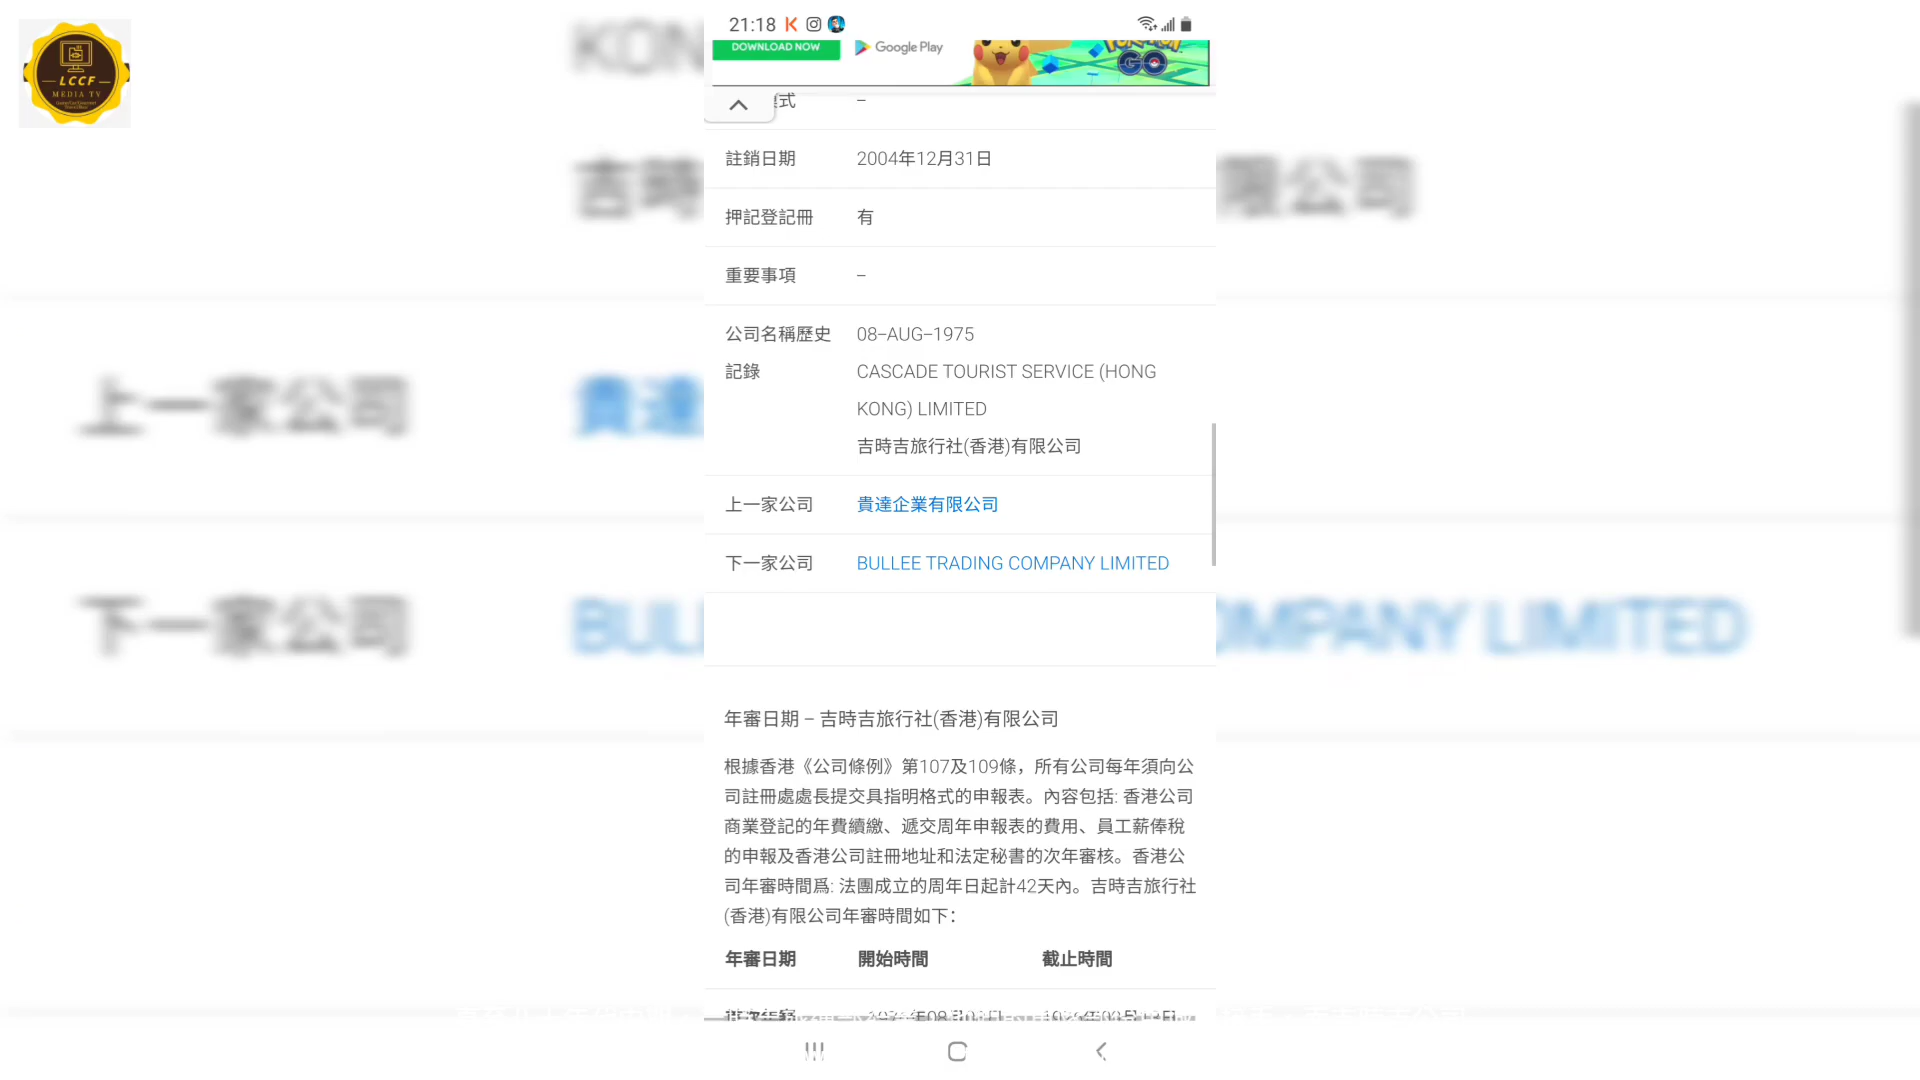 LCCF
MEDIA TV
21:18
DOWNLOAD NOW
Google Play
式
–
註銷日期
2004年12月31日
押記登記冊
有
重要事項
–
公司名稱歷史
記錄
08–AUG–1975
CASCADE TOURIST SERVICE (HONG
KONG) LIMITED
吉時吉旅行社(香港)有限公司
上一家公司
貴達企業有限公司
下一家公司
BULLEE TRADING COMPANY LIMITED
年審日期 – 吉時吉旅行社(香港)有限公司
根據香港《公司條例》第107及109條，所有公司每年須向公
司註冊處處長提交具指明格式的申報表。內容包括: 香港公司
商業登記的年費續繳、遞交周年申報表的費用、員工薪俸稅
的申報及香港公司註冊地址和法定秘書的次年審核。香港公
司年審時間爲: 法團成立的周年日起計42天內。吉時吉旅行社
(香港)有限公司年審時間如下：
年審日期
開始時間
截止時間